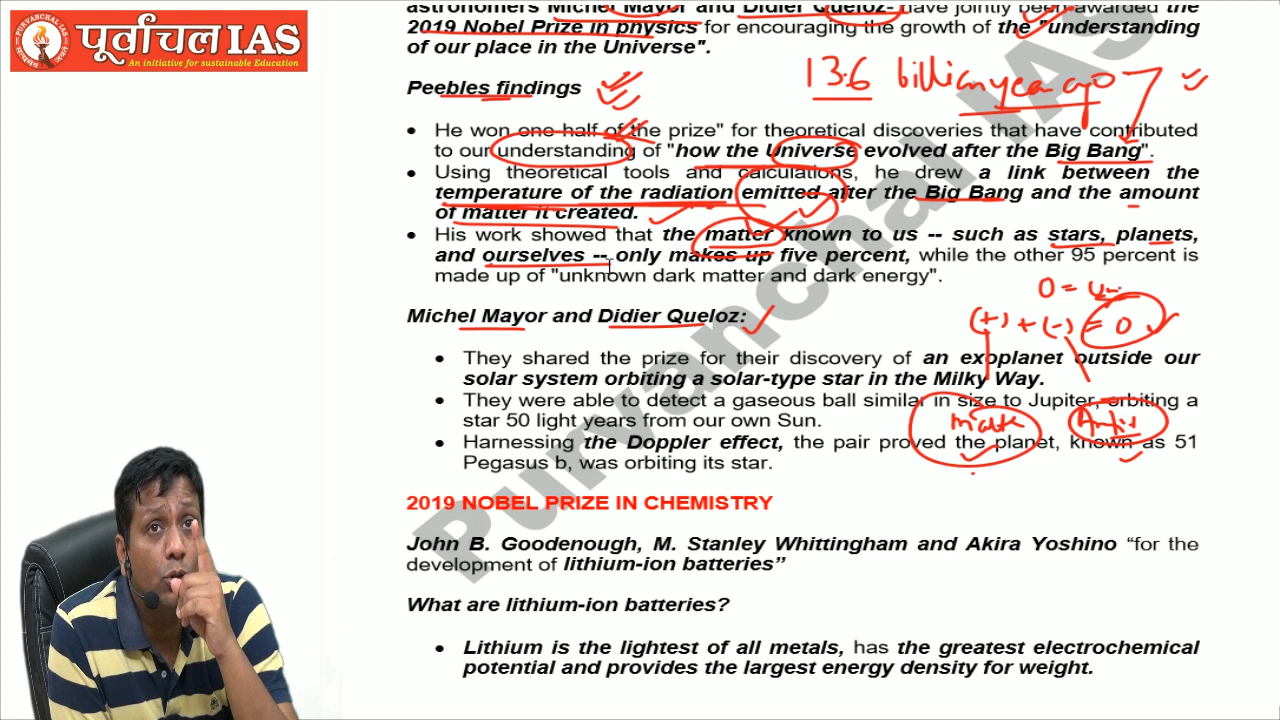 astronomers Michel Mayor and Didier Queloz- have jointly been awarded the
2019 Nobel Prize in physics for encouraging the growth of the "understanding
of our place in the Universe".
पूर्वांचल IAS
An initiative for sustainable Education
13.6 billion year ago
Peebles findings
• He won one half of the prize" for theoretical discoveries that have contributed
to our understanding of "how the Universe evolved after the Big Bang".
• Using theoretical tools and calculations, he drew a link between the
temperature of the radiation emitted after the Big Bang and the amount
of matter it created.
• His work showed that the matter known to us -- such as stars, planets,
and ourselves -- only makes up five percent, while the other 95 percent is
made up of "unknown dark matter and dark energy".
0 =
(+) + (-) = 0
Michel Mayor and Didier Queloz:
• They shared the prize for their discovery of an exoplanet outside our
solar system orbiting a solar-type star in the Milky Way.
• They were able to detect a gaseous ball similar in size to Jupiter, orbiting a
star 50 light years from our own Sun.
• Harnessing the Doppler effect, the pair proved the planet, known as 51
Pegasus b, was orbiting its star.
2019 NOBEL PRIZE IN CHEMISTRY
John B. Goodenough, M. Stanley Whittingham and Akira Yoshino “for the
development of lithium-ion batteries”
What are lithium-ion batteries?
• Lithium is the lightest of all metals, has the greatest electrochemical
potential and provides the largest energy density for weight.
Purvanchal IAS